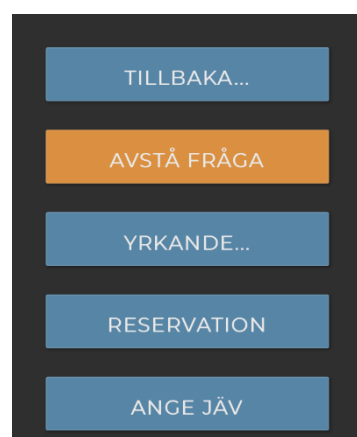 TILLBAKA...
AVSTÅ FRÅGA
YRKANDE...
RESERVATION
ANGE JÄV